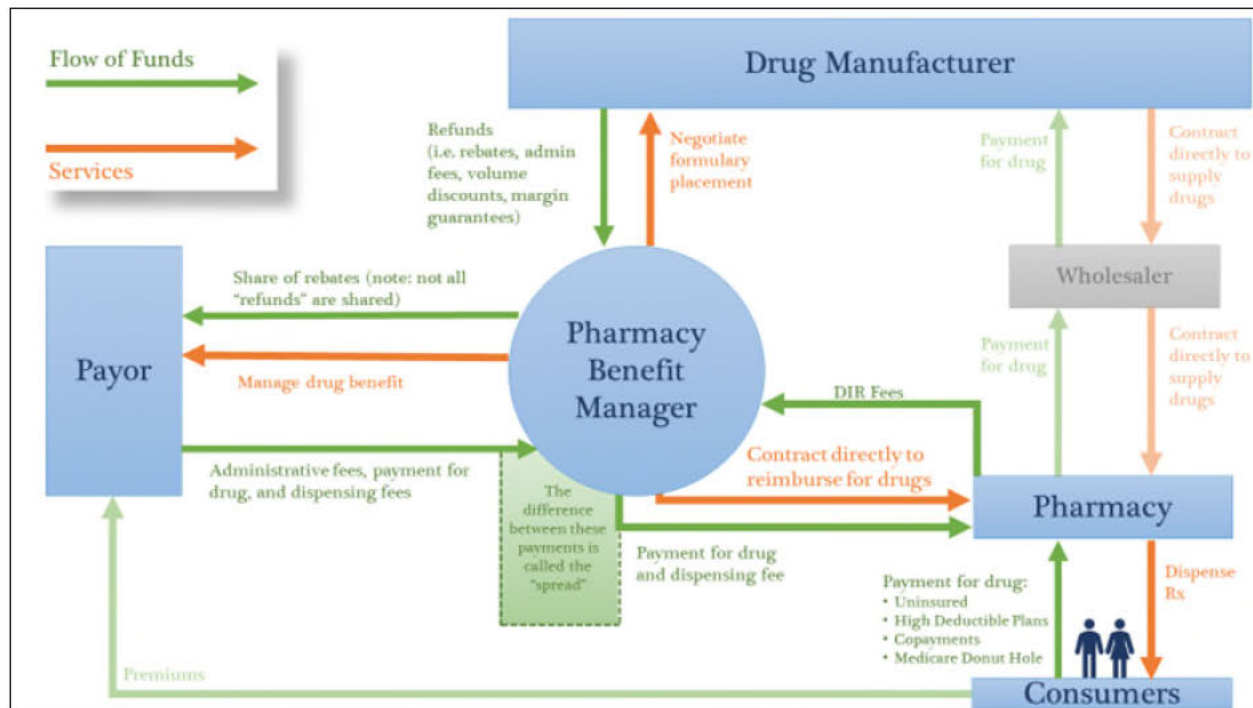 Flow of Funds
Services
Drug Manufacturer
Refunds
(i.e. rebates, admin
fees, volume
discounts, margin
guarantees)
Negotiate
formulary
placement
Payment
for drug
Contract
directly to
supply
drugs
Wholesaler
Share of rebates (note: not all
"refunds" are shared)
Payor
Manage drug benefit
Pharmacy
Benefit
Manager
Payment
for drug
Contract
directly to
supply
drugs
DIR Fees
Administrative fees, payment for
drug, and dispensing fees
Contract directly to
reimburse for drugs
Pharmacy
The
difference
between these
payments is
called the
"spread"
Payment for drug
and dispensing fee
Payment for drug:
• Uninsured
• High Deductible Plans
• Copayments
• Medicare Donut Hole
Dispense
Rx
Premiums
Consumers